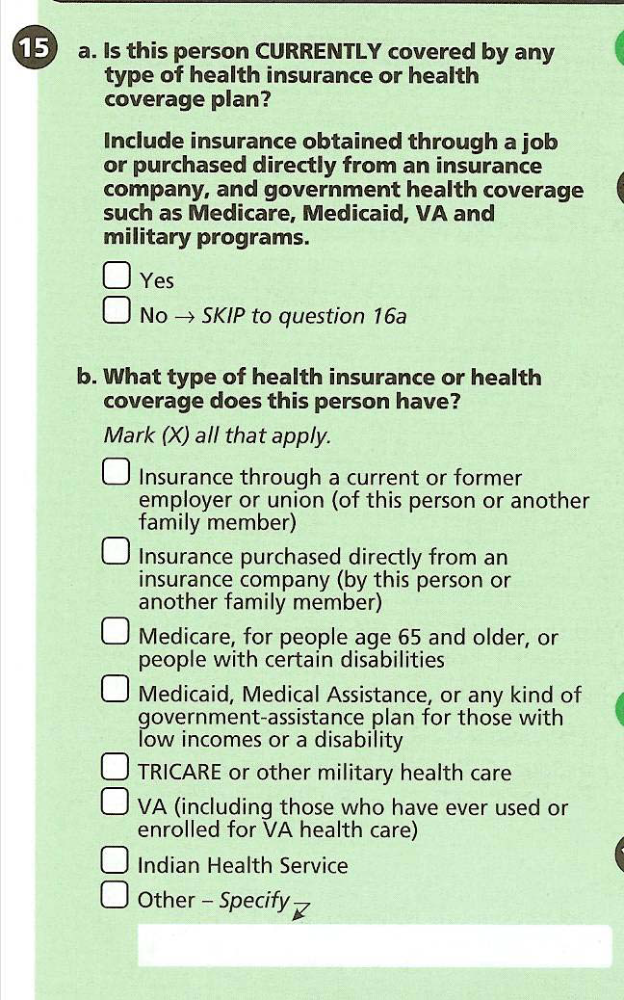 15 a. Is this person CURRENTLY covered by any
type of health insurance or health
coverage plan?
Include insurance obtained through a job
or purchased directly from an insurance
company, and government health coverage
such as Medicare, Medicaid, VA and
military programs.
Yes
No → SKIP to question 16a
b. What type of health insurance or health
coverage does this person have?
Mark (X) all that apply.
Insurance through a current or former
employer or union (of this person or another
family member)
Insurance purchased directly from an
insurance company (by this person or
another family member)
Medicare, for people age 65 and older, or
people with certain disabilities
Medicaid, Medical Assistance, or any kind of
government-assistance plan for those with
low incomes or a disability
TRICARE or other military health care
VA (including those who have ever used or
enrolled for VA health care)
Indian Health Service
Other – Specify